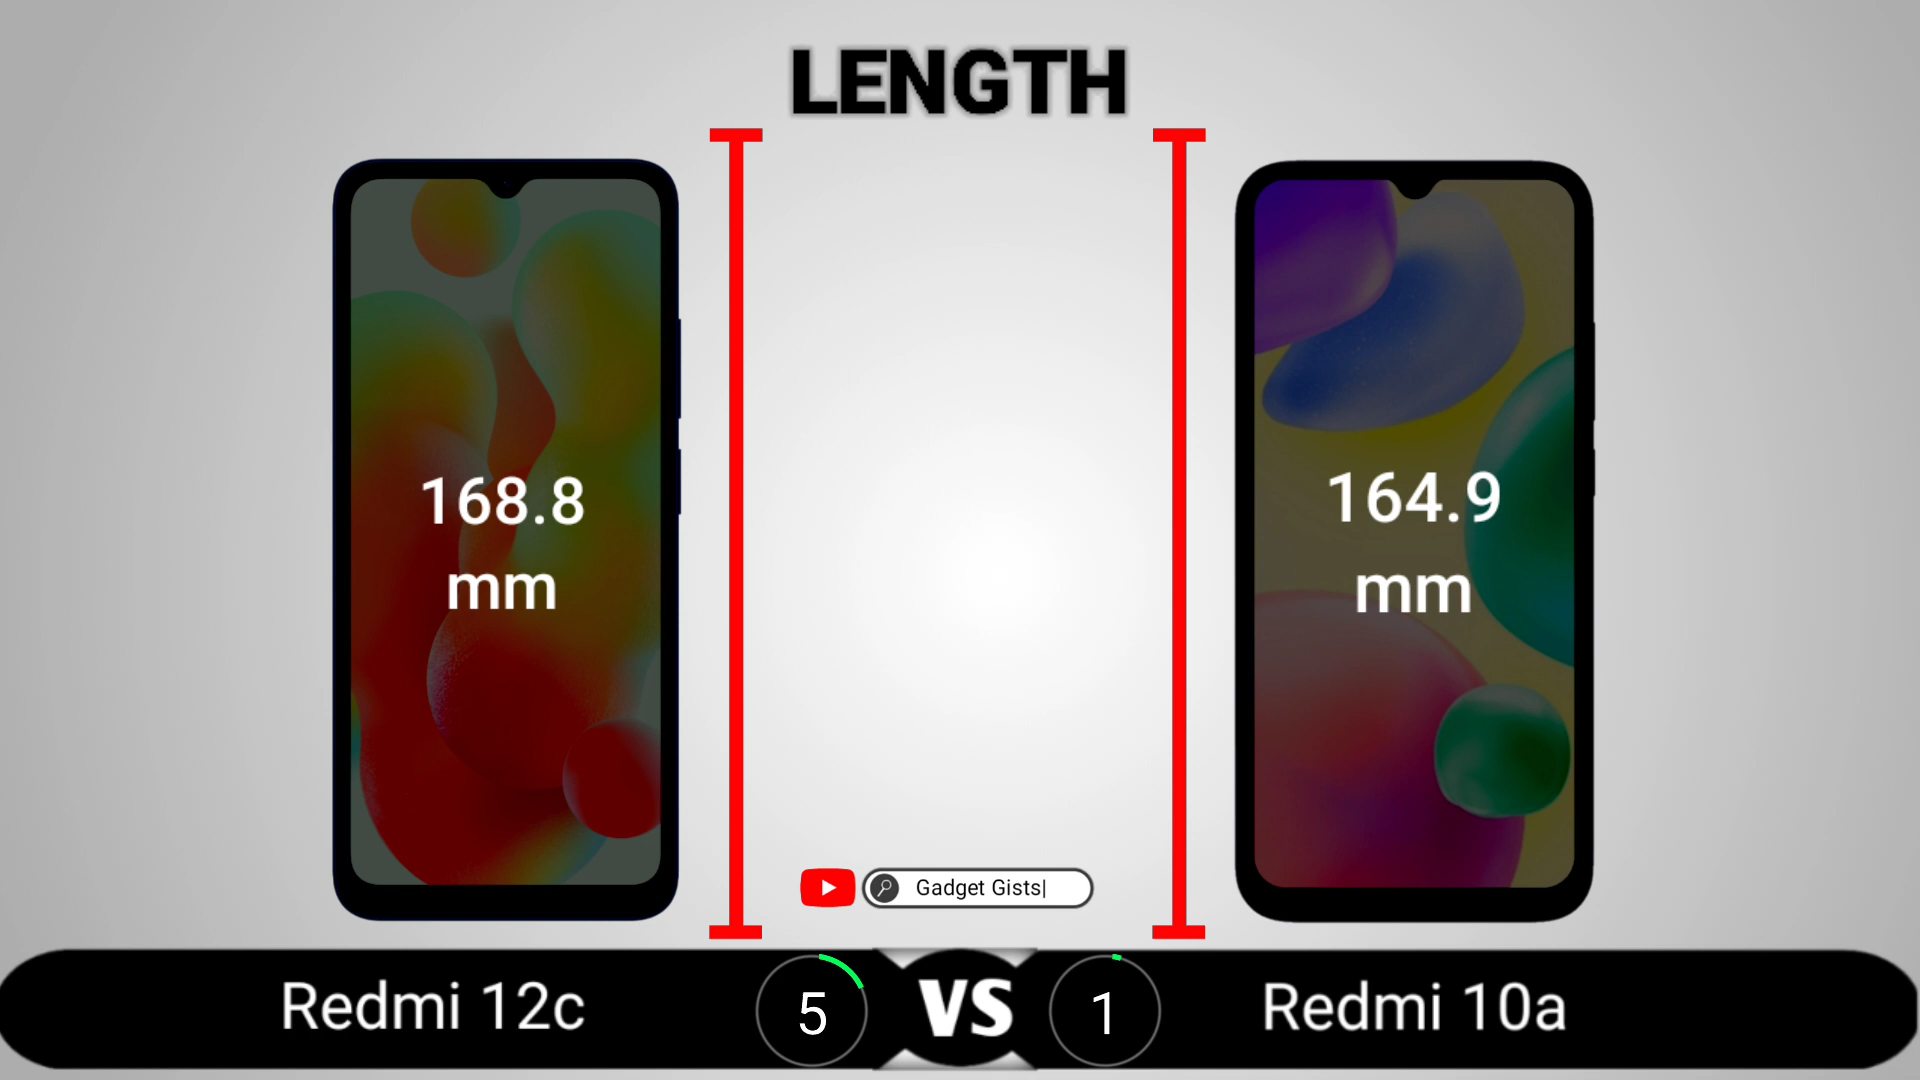 LENGTH
168.8
mm
164.9
mm
Gadget Gists|
Redmi 12c
5
VS
1
Redmi 10a